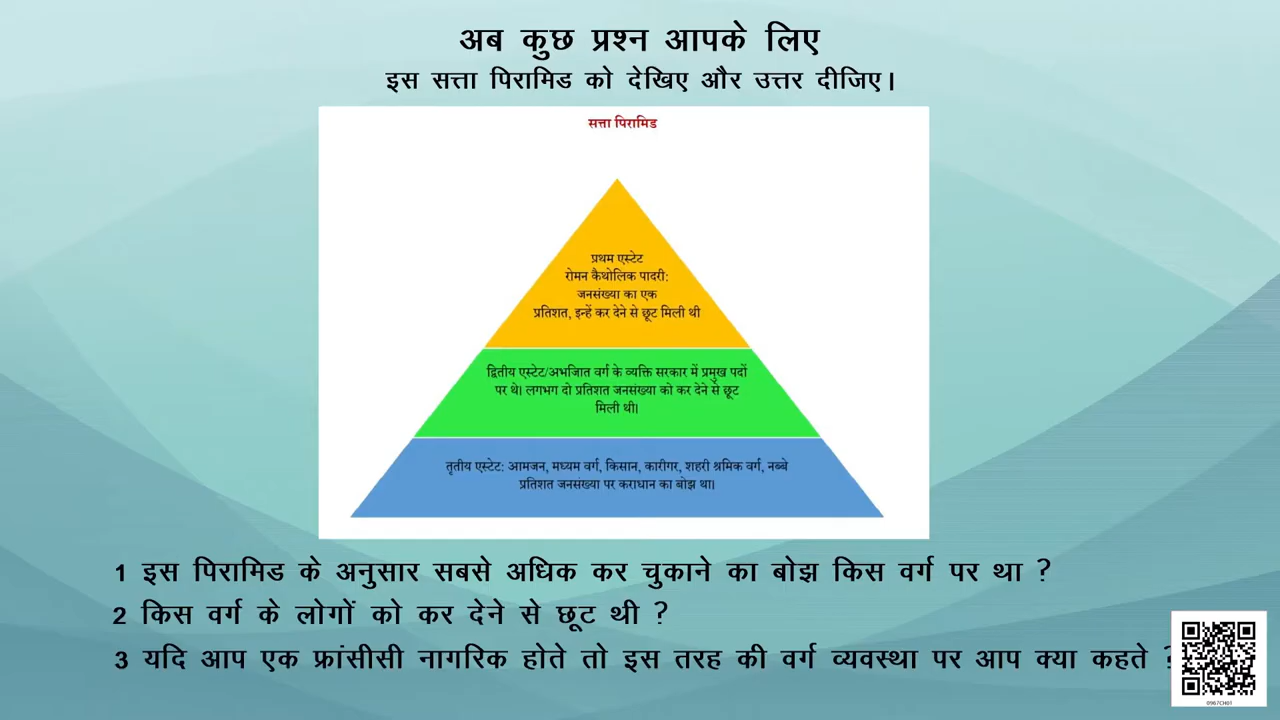 अब कुछ प्रश्न आपके लिए
इस सत्ता पिरामिड को देखिए और उत्तर दीजिए।
सत्ता पिरामिड
प्रथम एस्टेट
रोमन कैथोलिक पादरी:
जनसंख्या का एक
प्रतिशत, इन्हें कर देने से छूट मिली थी
द्वितीय एस्टेट/अभजिात वर्ग के व्यक्ति सरकार में प्रमुख पदों
पर थे। लगभग दो प्रतिशत जनसंख्या को कर देने से छूट
मिली थी।
तृतीय एस्टेट: आमजन, मध्यम वर्ग, किसान, कारीगर, शहरी श्रमिक वर्ग, नब्बे
प्रतिशत जनसंख्या पर कराधान का बोझ था।
1 इस पिरामिड के अनुसार सबसे अधिक कर चुकाने का बोझ किस वर्ग पर था ?
2 किस वर्ग के लोगों को कर देने से छूट थी ?
3 यदि आप एक फ्रांसीसी नागरिक होते तो इस तरह की वर्ग व्यवस्था पर आप क्या कहते ?
0967CH01